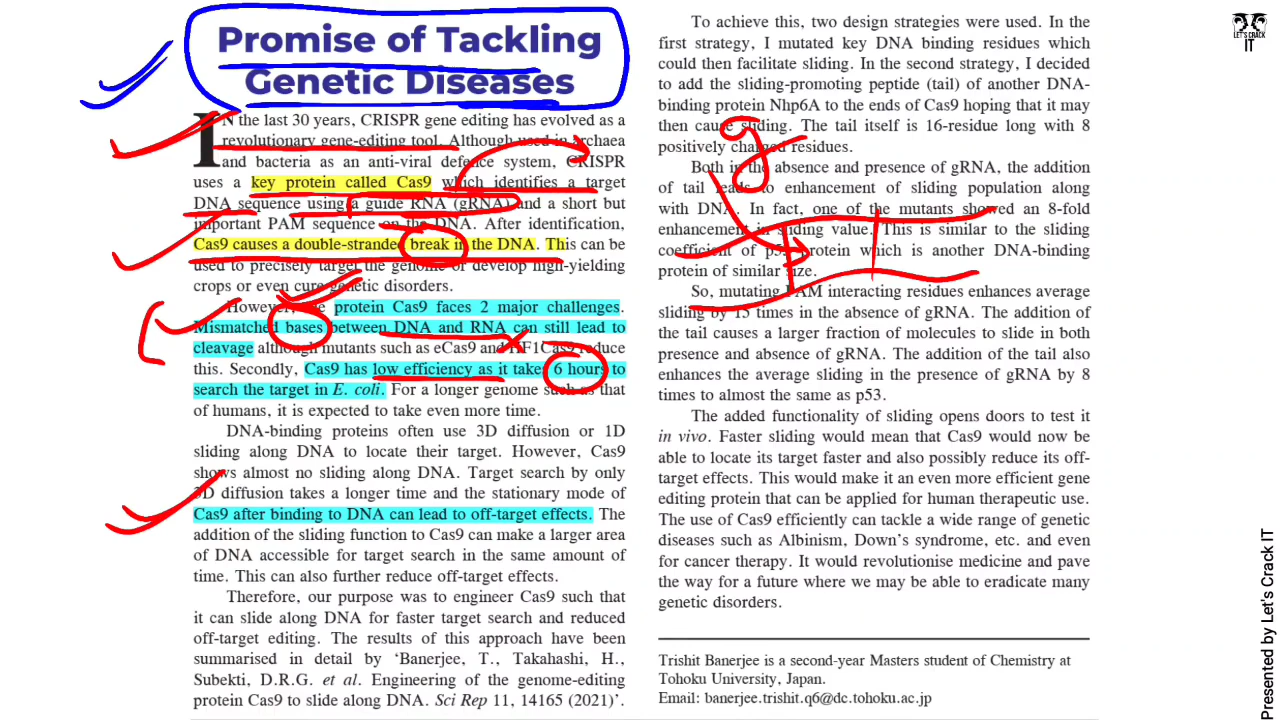 Promise of Tackling
Genetic Diseases
IN the last 30 years, CRISPR gene editing has evolved as a
revolutionary gene-editing tool. Although used in archaea
and bacteria as an anti-viral defence system, CRISPR
uses a key protein called Cas9 which identifies a target
DNA sequence using a guide RNA (gRNA) and a short but
important PAM sequence on the DNA. After identification,
Cas9 causes a double-stranded break in the DNA. This can be
used to precisely target the genome or develop high-yielding
crops or even cure genetic disorders.
However, the protein Cas9 faces 2 major challenges.
Mismatched bases between DNA and RNA can still lead to
cleavage although mutants such as eCas9 and HF1Cas9 reduce
this. Secondly, Cas9 has low efficiency as it takes 6 hours to
search the target in E. coli. For a longer genome such as that
of humans, it is expected to take even more time.
DNA-binding proteins often use 3D diffusion or 1D
sliding along DNA to locate their target. However, Cas9
shows almost no sliding along DNA. Target search by only
3D diffusion takes a longer time and the stationary mode of
Cas9 after binding to DNA can lead to off-target effects. The
addition of the sliding function to Cas9 can make a larger area
of DNA accessible for target search in the same amount of
time. This can also further reduce off-target effects.
Therefore, our purpose was to engineer Cas9 such that
it can slide along DNA for faster target search and reduced
off-target editing. The results of this approach have been
summarised in detail by ‘Banerjee, T., Takahashi, H.,
Subekti, D.R.G. et al. Engineering of the genome-editing
protein Cas9 to slide along DNA. Sci Rep 11, 14165 (2021)’.
To achieve this, two design strategies were used. In the
first strategy, I mutated key DNA binding residues which
could then facilitate sliding. In the second strategy, I decided
to add the sliding-promoting peptide (tail) of another DNA-
binding protein Nhp6A to the ends of Cas9 hoping that it may
then cause sliding. The tail itself is 16-residue long with 8
positively charged residues.
Both in the absence and presence of gRNA, the addition
of tail leads to enhancement of sliding population along
with DNA. In fact, one of the mutants showed an 8-fold
enhancement in sliding value. This is similar to the sliding
coefficient of p53 protein which is another DNA-binding
protein of similar size.
So, mutating PAM interacting residues enhances average
sliding by 15 times in the absence of gRNA. The addition of
the tail causes a larger fraction of molecules to slide in both
presence and absence of gRNA. The addition of the tail also
enhances the average sliding in the presence of gRNA by 8
times to almost the same as p53.
The added functionality of sliding opens doors to test it
in vivo. Faster sliding would mean that Cas9 would now be
able to locate its target faster and also possibly reduce its off-
target effects. This would make it an even more efficient gene
editing protein that can be applied for human therapeutic use.
The use of Cas9 efficiently can tackle a wide range of genetic
diseases such as Albinism, Down’s syndrome, etc. and even
for cancer therapy. It would revolutionise medicine and pave
the way for a future where we may be able to eradicate many
genetic disorders.
Trishit Banerjee is a second-year Masters student of Chemistry at
Tohoku University, Japan.
Email: banerjee.trishit.q6@dc.tohoku.ac.jp
LET'S CRACK
IT
Presented by Let's Crack IT